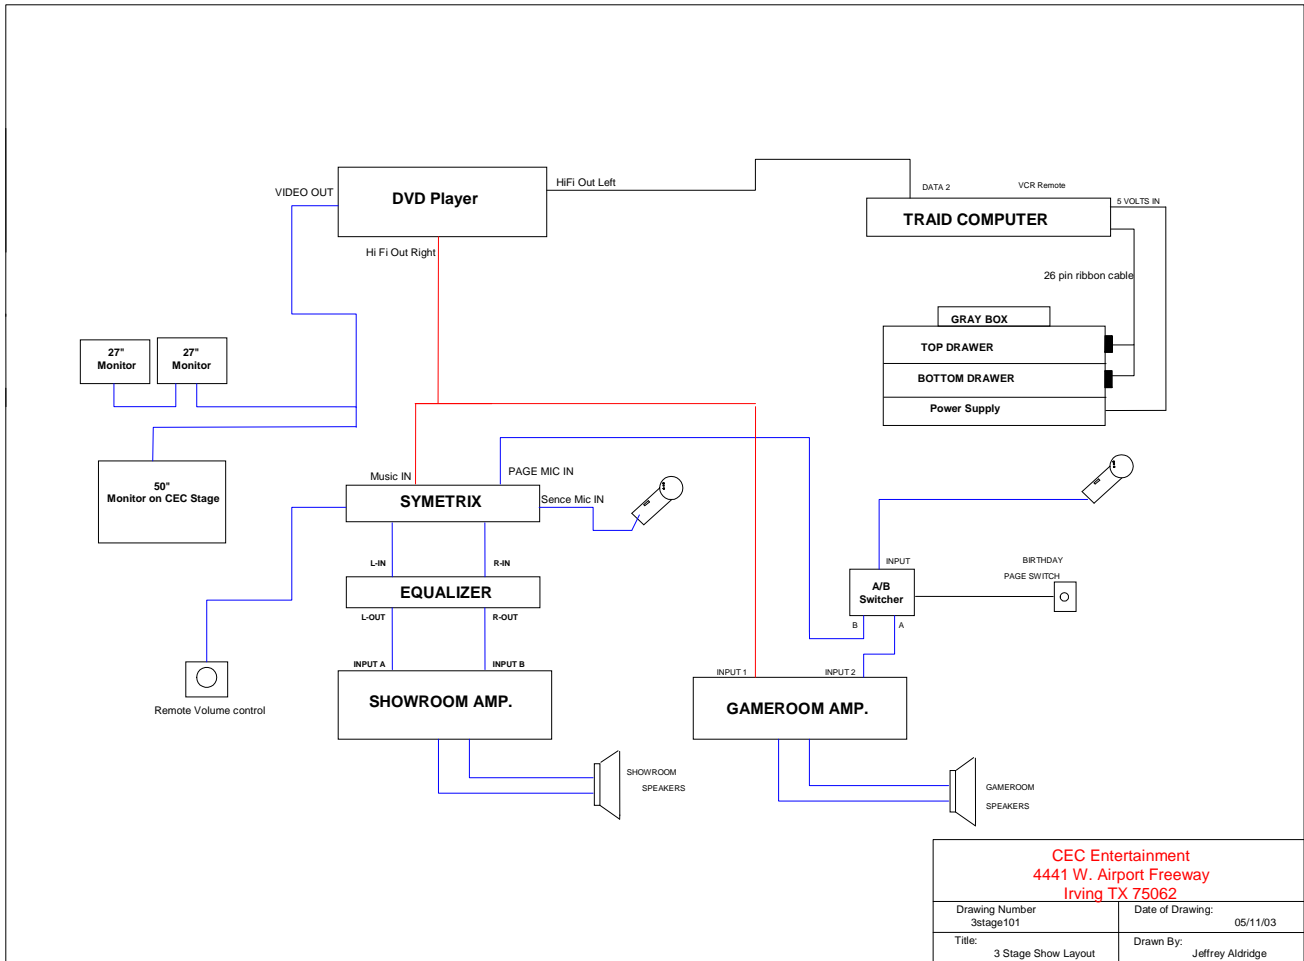 HiFi Out Left
VIDEO OUT
DVD Player
DATA 2
VCR Remote
5 VOLTS IN
TRAID COMPUTER
Hi Fi Out Right
26 pin ribbon cable
GRAY BOX
TOP DRAWER
BOTTOM DRAWER
Power Supply
27"
Monitor
27"
Monitor
50"
Monitor on CEC Stage
Music IN
PAGE MIC IN
SYMETRIX
Sence Mic IN
L-IN
R-IN
EQUALIZER
L-OUT
R-OUT
INPUT
BIRTHDAY
PAGE SWITCH
A/B
Switcher
B
A
INPUT A
INPUT B
SHOWROOM AMP.
INPUT 1
INPUT 2
GAMEROOM AMP.
Remote Volume control
SHOWROOM
SPEAKERS
GAMEROOM
SPEAKERS
CEC Entertainment
4441 W. Airport Freeway
Irving TX 75062
Drawing Number
3stage101
Date of Drawing:
05/11/03
Title:
3 Stage Show Layout
Drawn By:
Jeffrey Aldridge